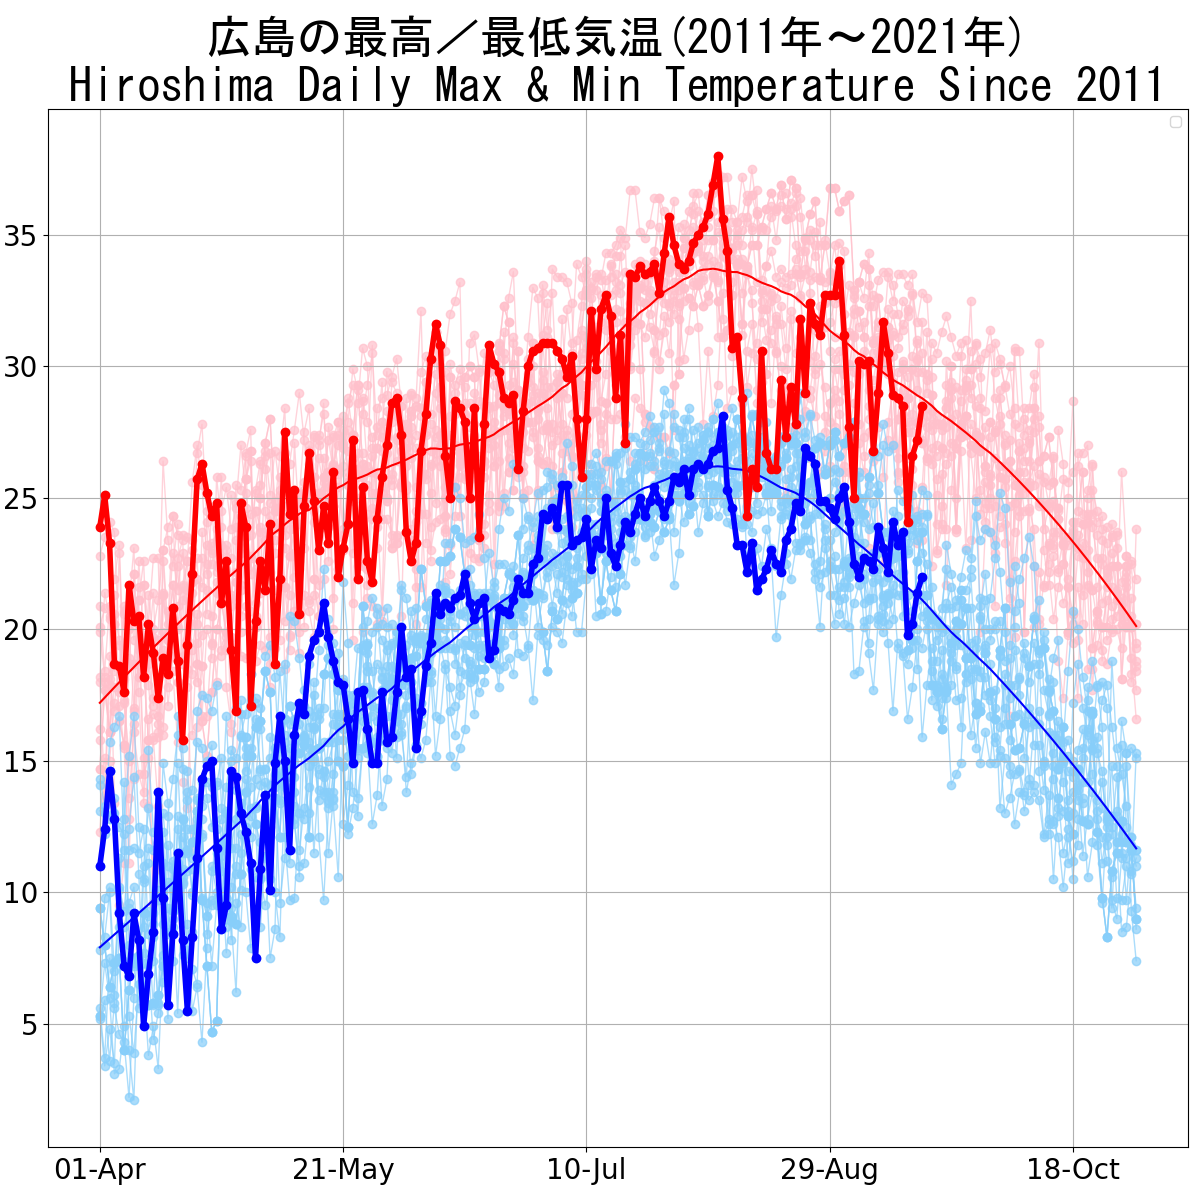 広島の最高／最低気温(2011年～2021年)
Hiroshima Daily Max & Min Temperature Since 2011
35
30
25
20
15
10
5
01-Apr 21-May 10-Jul 29-Aug 18-Oct